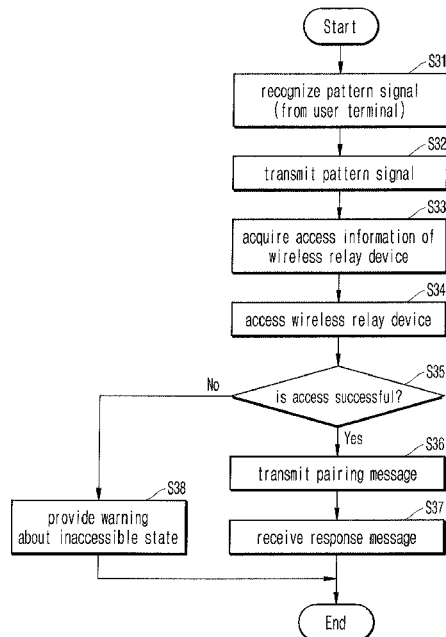 Start
S31
recognize pattern signal
(from user terminal)
S32
transmit pattern signal
S33
acquire access information of
wireless relay device
S34
access wireless relay device
S35
No
is access successful?
Yes
S36
transmit pairing message
S38
provide warning
about inaccessible state
S37
receive response message
End